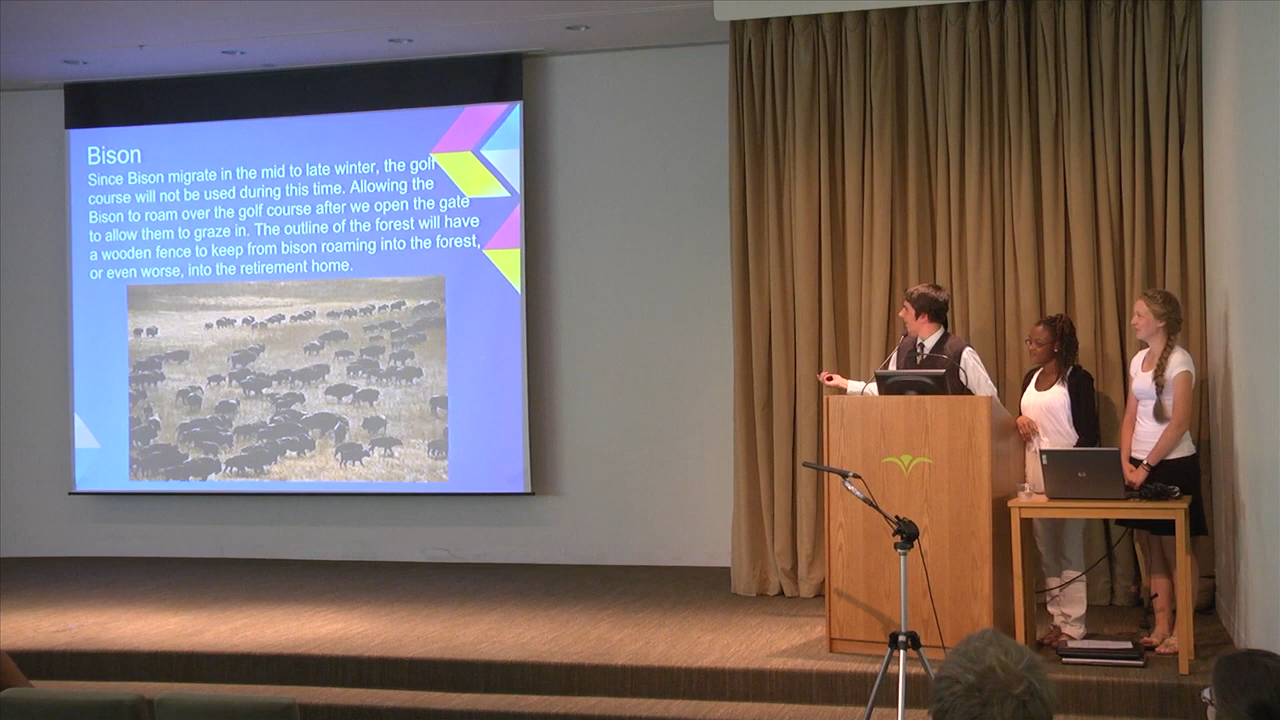 Bison
Since Bison migrate in the mid to late winter, the golf
course will not be used during this time. Allowing the
Bison to roam over the golf course after we open the gate
to allow them to graze in. The outline of the forest will have
a wooden fence to keep from bison roaming into the forest,
or even worse, into the retirement home.